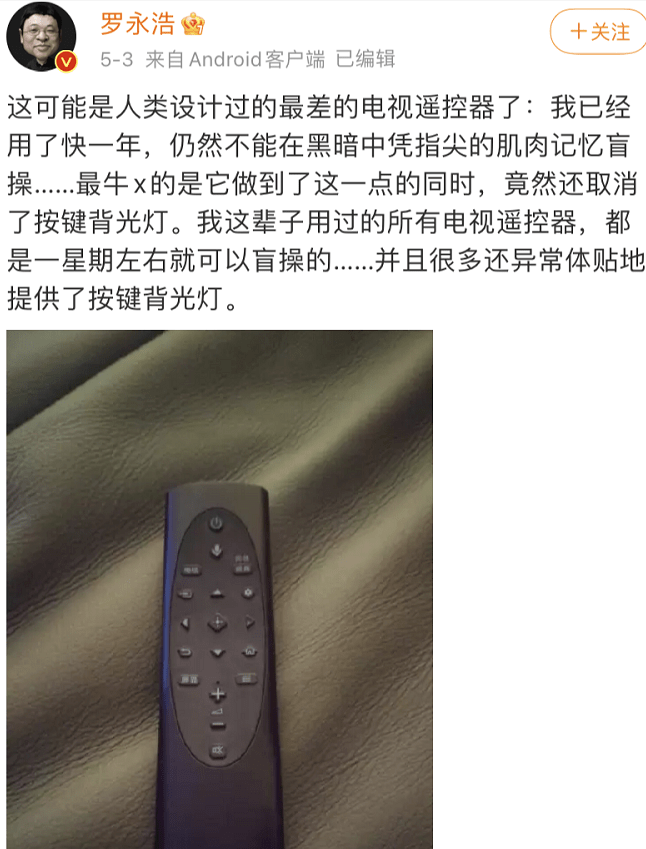 罗永浩
+关注
5-3 来自Android客户端 已编辑
这可能是人类设计过的最差的电视遥控器了：我已经
用了快一年，仍然不能在黑暗中凭指尖的肌肉记忆盲
操……最牛x的是它做到了这一点的同时，竟然还取消
了按键背光灯。我这辈子用过的所有电视遥控器，都
是一星期左右就可以盲操的……并且很多还异常体贴地
提供了按键背光灯。